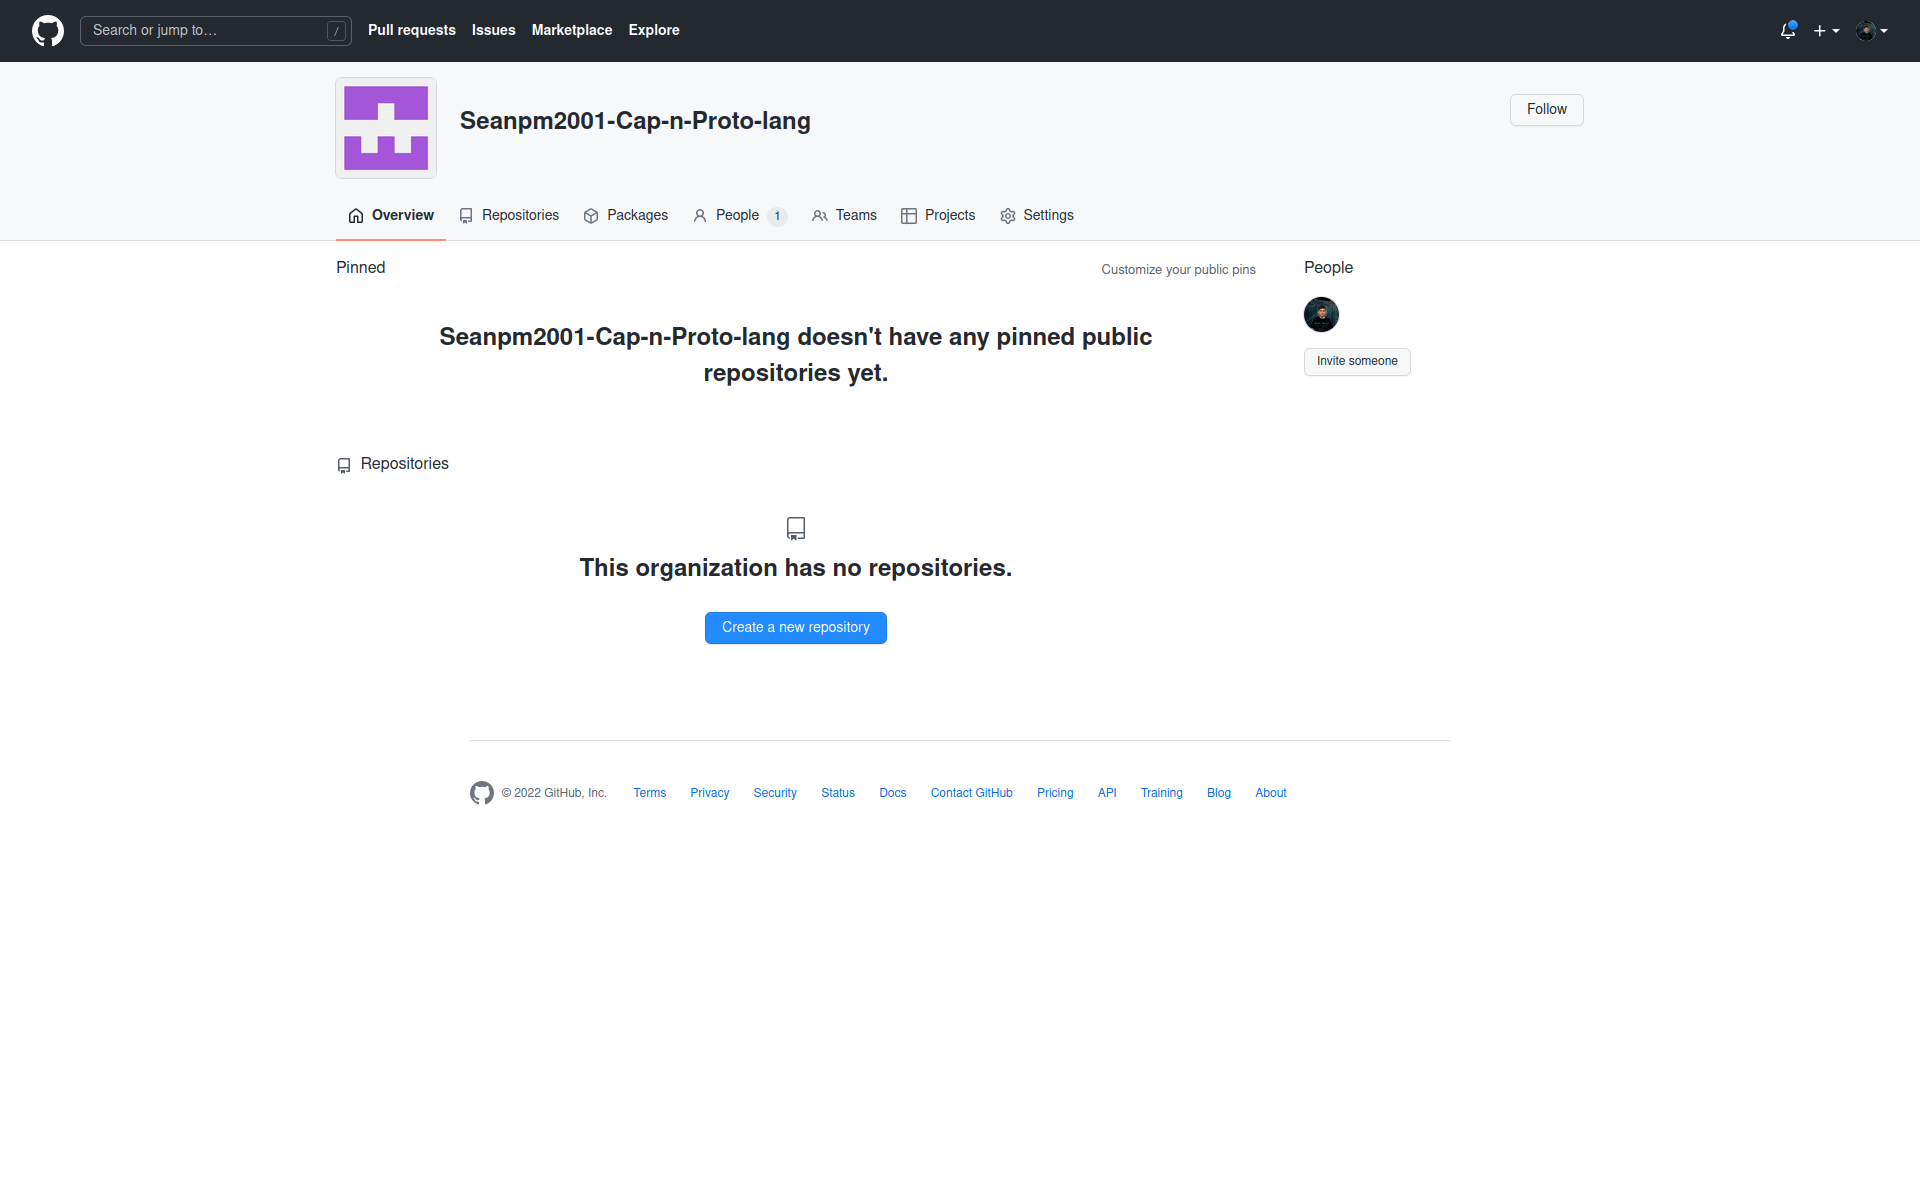 Search or jump to…
/
Pull requests
Issues
Marketplace
Explore
Seanpm2001-Cap-n-Proto-lang
Follow
Overview
Repositories
Packages
People 1
Teams
Projects
Settings
Pinned
Customize your public pins
Seanpm2001-Cap-n-Proto-lang doesn't have any pinned public
repositories yet.
Repositories
This organization has no repositories.
Create a new repository
People
Invite someone
© 2022 GitHub, Inc.
Terms
Privacy
Security
Status
Docs
Contact GitHub
Pricing
API
Training
Blog
About